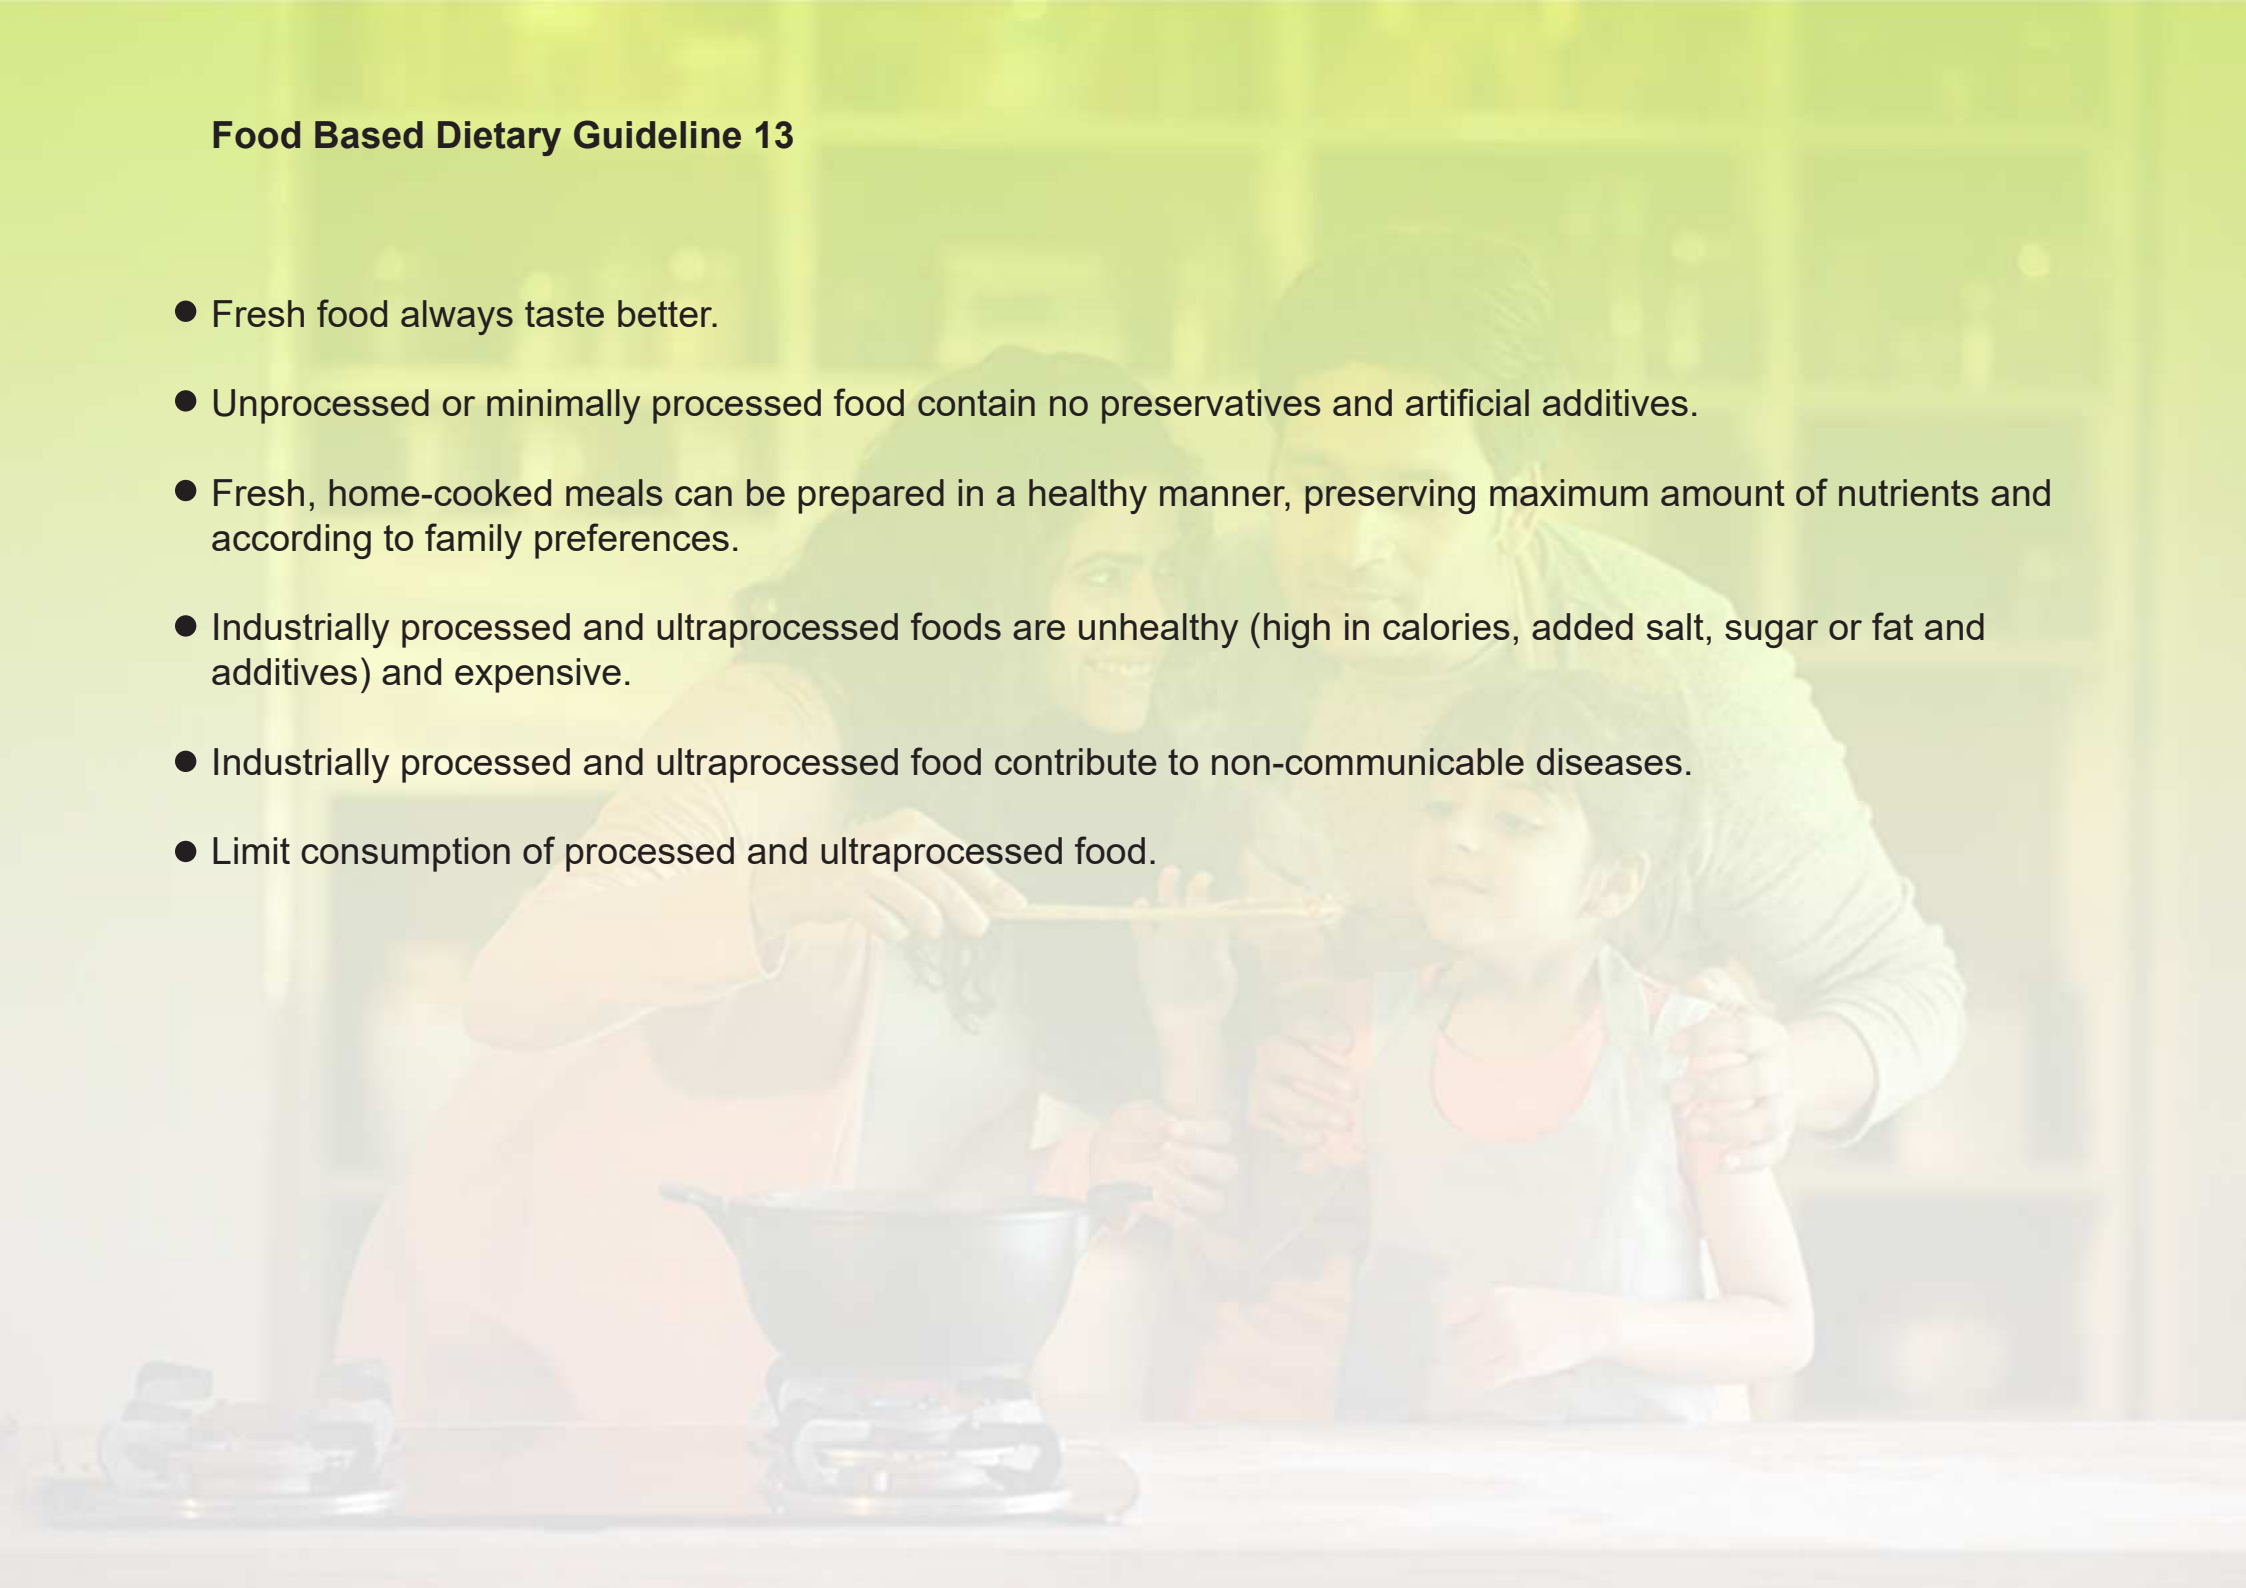 Food Based Dietary Guideline 13
● Fresh food always taste better.
● Unprocessed or minimally processed food contain no preservatives and artificial additives.
● Fresh, home-cooked meals can be prepared in a healthy manner, preserving maximum amount of nutrients and
according to family preferences.
● Industrially processed and ultraprocessed foods are unhealthy (high in calories, added salt, sugar or fat and
additives) and expensive.
● Industrially processed and ultraprocessed food contribute to non-communicable diseases.
● Limit consumption of processed and ultraprocessed food.